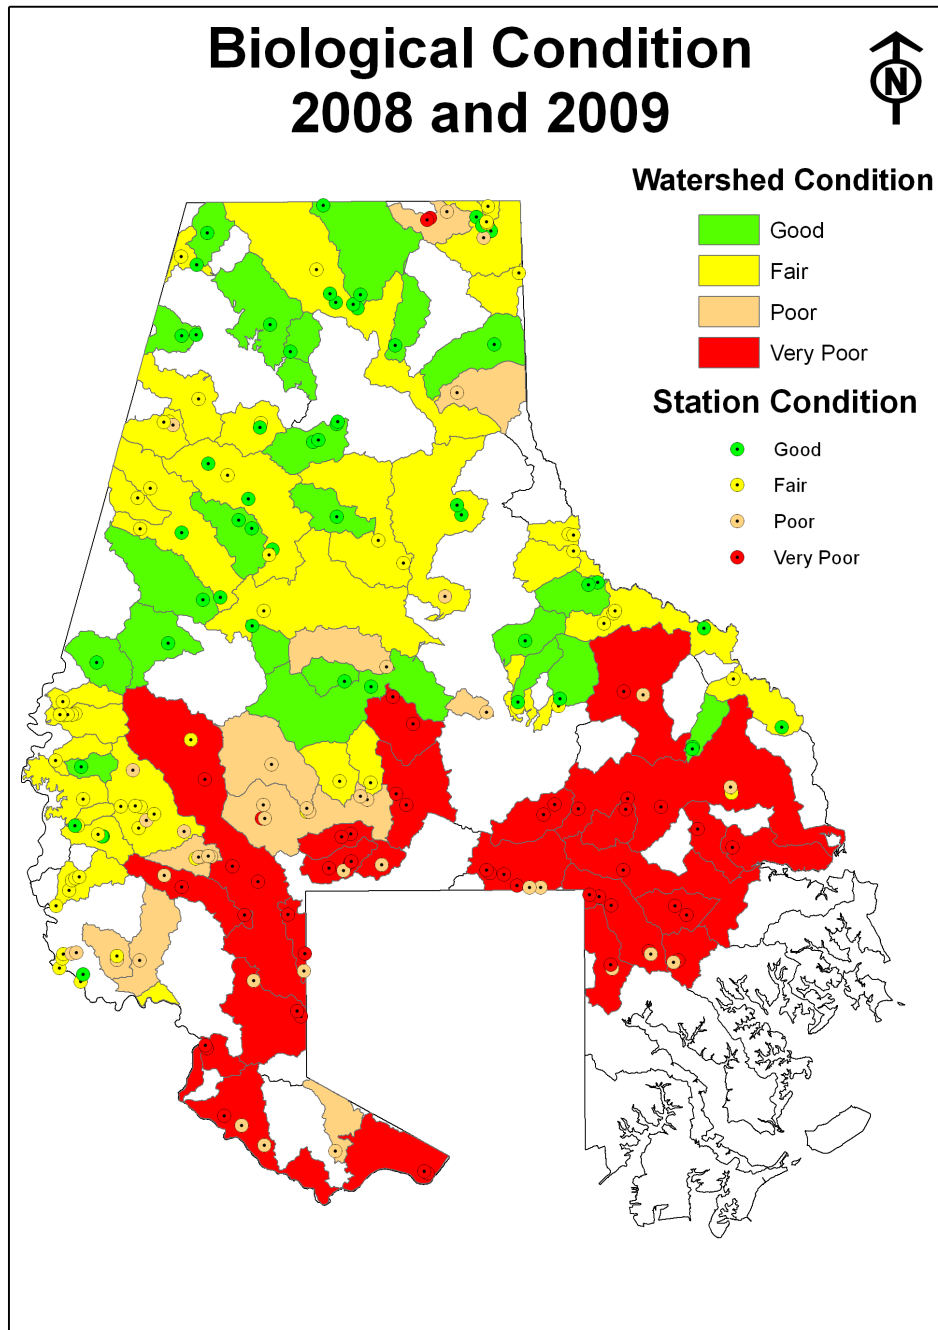 Biological Condition
2008 and 2009
N
Watershed Condition
Good
Fair
Poor
Very Poor
Station Condition
Good
Fair
Poor
Very Poor